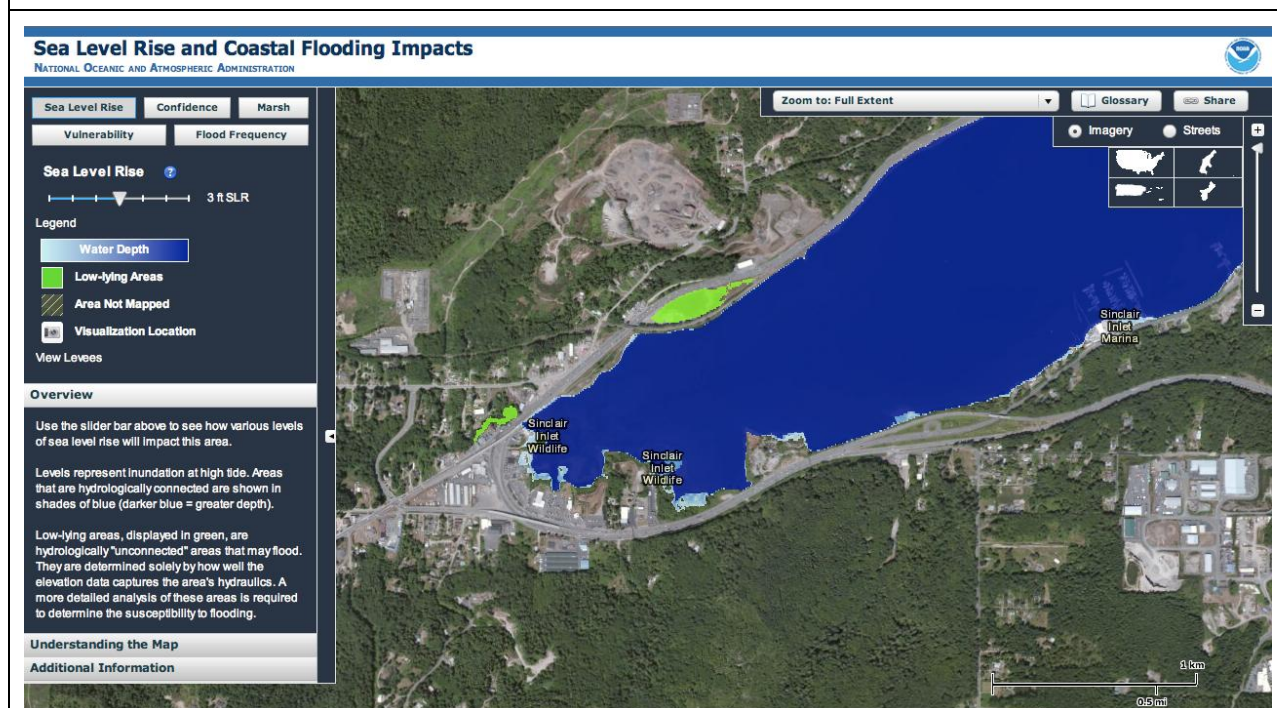 Sea Level Rise and Coastal Flooding Impacts
NATIONAL OCEANIC AND ATMOSPHERIC ADMINISTRATION
Sea Level Rise
Confidence
Marsh
Vulnerability
Flood Frequency
Sea Level Rise ?
3 ft SLR
Legend
Water Depth
Low-lying Areas
Area Not Mapped
Visualization Location
View Levees
Overview
Use the slider bar above to see how various levels
of sea level rise will impact this area.
Levels represent inundation at high tide. Areas
that are hydrologically connected are shown in
shades of blue (darker blue = greater depth).
Low-lying areas, displayed in green, are
hydrologically "unconnected" areas that may flood.
They are determined solely by how well the
elevation data captures the area's hydraulics. A
more detailed analysis of these areas is required
to determine the susceptibility to flooding.
Understanding the Map
Additional Information
Zoom to: Full Extent
Glossary
Share
Imagery
Streets
Sinclair
Inlet
Marina
Sinclair
Inlet
Wildlife
Sinclair
Inlet
Wildlife
1 km
0.5 mi